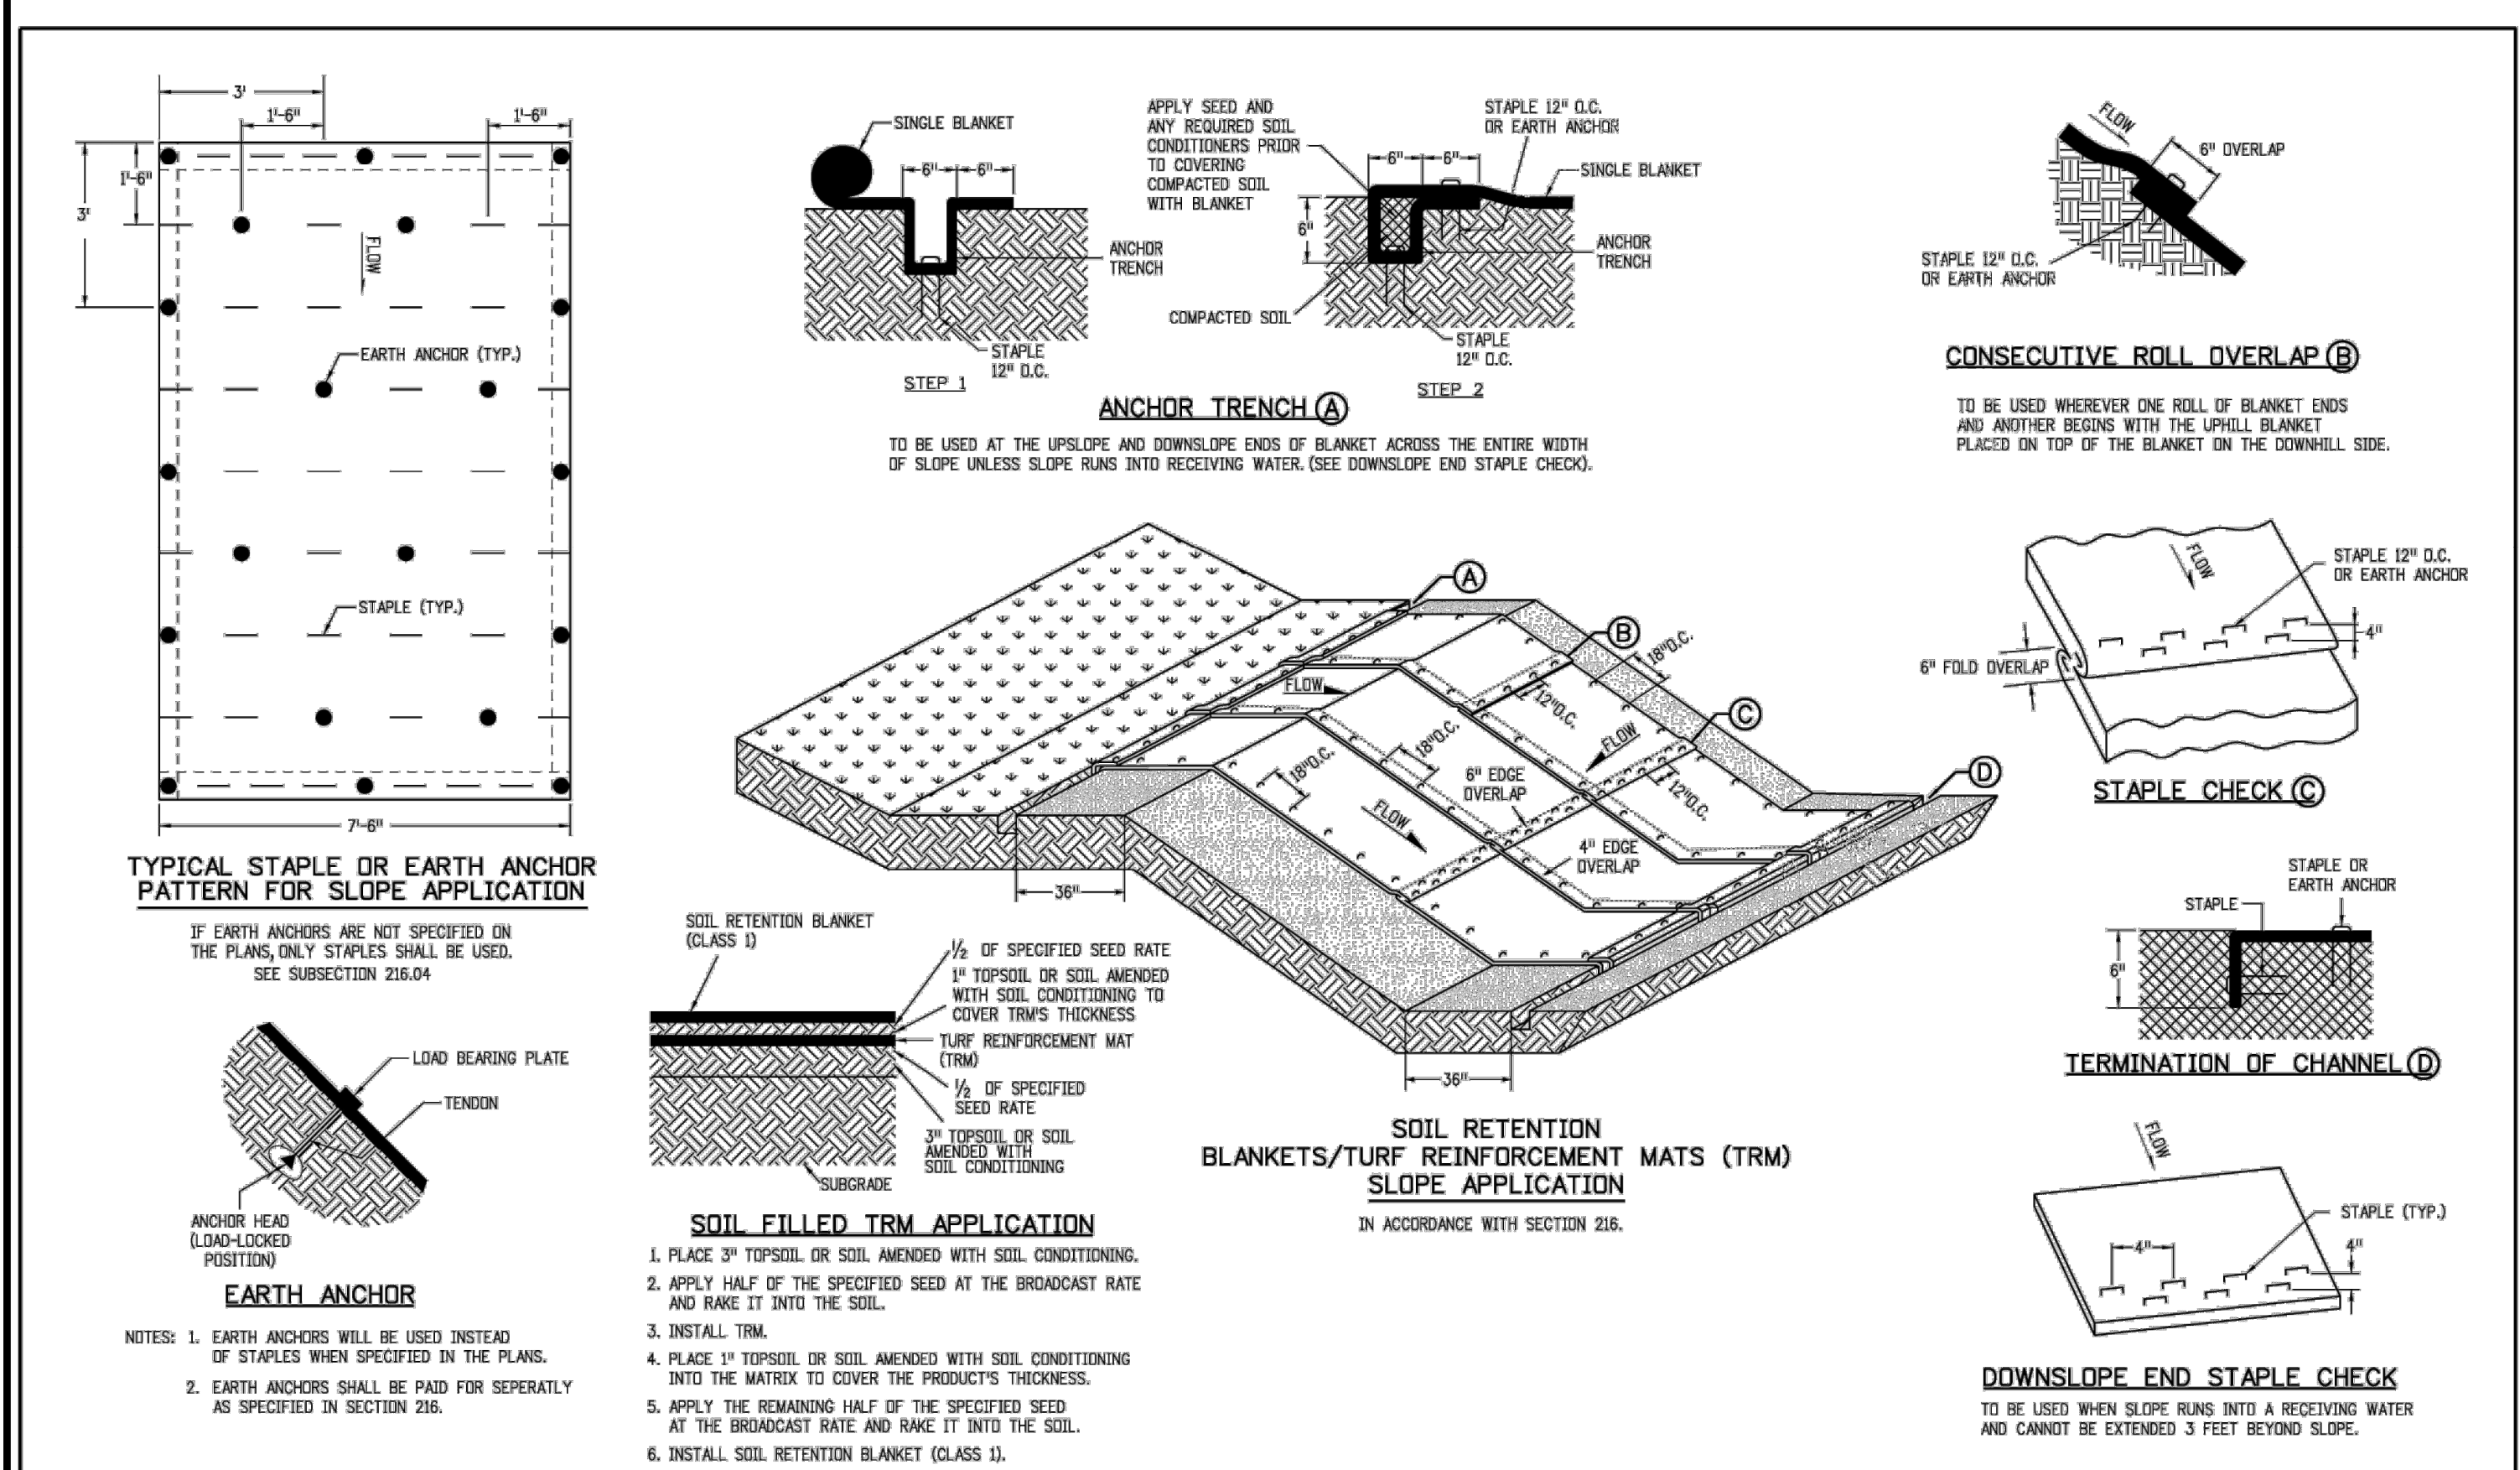 3'
1'-6"
1'-6"
1'-6"
3'
FLOW
EARTH ANCHOR (TYP.)
STAPLE (TYP.)
7'-6"
TYPICAL STAPLE OR EARTH ANCHOR
PATTERN FOR SLOPE APPLICATION
IF EARTH ANCHORS ARE NOT SPECIFIED ON
THE PLANS, ONLY STAPLES SHALL BE USED.
SEE SUBSECTION 216.04
LOAD BEARING PLATE
TENDON
ANCHOR HEAD
(LOAD-LOCKED
POSITION)
EARTH ANCHOR
NOTES: 1. EARTH ANCHORS WILL BE USED INSTEAD
OF STAPLES WHEN SPECIFIED IN THE PLANS.
2. EARTH ANCHORS SHALL BE PAID FOR SEPERATLY
AS SPECIFIED IN SECTION 216.
SINGLE BLANKET
6"
6"
ANCHOR
TRENCH
STAPLE
12" O.C.
STEP 1
APPLY SEED AND
ANY REQUIRED SOIL
CONDITIONERS PRIOR
TO COVERING
COMPACTED SOIL
WITH BLANKET
STAPLE 12" O.C.
OR EARTH ANCHOR
6"
6"
SINGLE BLANKET
6"
ANCHOR
TRENCH
COMPACTED SOIL
STAPLE
12" O.C.
STEP 2
ANCHOR TRENCH A
TO BE USED AT THE UPSLOPE AND DOWNSLOPE ENDS OF BLANKET ACROSS THE ENTIRE WIDTH
OF SLOPE UNLESS SLOPE RUNS INTO RECEIVING WATER. (SEE DOWNSLOPE END STAPLE CHECK).
FLOW
6" OVERLAP
STAPLE 12" O.C.
OR EARTH ANCHOR
CONSECUTIVE ROLL OVERLAP B
TO BE USED WHEREVER ONE ROLL OF BLANKET ENDS
AND ANOTHER BEGINS WITH THE UPHILL BLANKET
PLACED ON TOP OF THE BLANKET ON THE DOWNHILL SIDE.
A
B
18"O.C.
FLOW
12"O.C.
C
FLOW
18"O.C.
18"O.C.
6" EDGE
OVERLAP
12"O.C.
D
FLOW
4" EDGE
OVERLAP
36"
36"
SOIL RETENTION
BLANKETS/TURF REINFORCEMENT MATS (TRM)
SLOPE APPLICATION
IN ACCORDANCE WITH SECTION 216.
SOIL RETENTION BLANKET
(CLASS 1)
1/2 OF SPECIFIED SEED RATE
1" TOPSOIL OR SOIL AMENDED
WITH SOIL CONDITIONING TO
COVER TRM'S THICKNESS
TURF REINFORCEMENT MAT
(TRM)
1/2 OF SPECIFIED
SEED RATE
3" TOPSOIL OR SOIL
AMENDED WITH
SOIL CONDITIONING
SUBGRADE
SOIL FILLED TRM APPLICATION
1. PLACE 3" TOPSOIL OR SOIL AMENDED WITH SOIL CONDITIONING.
2. APPLY HALF OF THE SPECIFIED SEED AT THE BROADCAST RATE
AND RAKE IT INTO THE SOIL.
3. INSTALL TRM.
4. PLACE 1" TOPSOIL OR SOIL AMENDED WITH SOIL CONDITIONING
INTO THE MATRIX TO COVER THE PRODUCT'S THICKNESS.
5. APPLY THE REMAINING HALF OF THE SPECIFIED SEED
AT THE BROADCAST RATE AND RAKE IT INTO THE SOIL.
6. INSTALL SOIL RETENTION BLANKET (CLASS 1).
FLOW
STAPLE 12" O.C.
OR EARTH ANCHOR
4"
6" FOLD OVERLAP
STAPLE CHECK C
STAPLE OR
EARTH ANCHOR
STAPLE
6"
TERMINATION OF CHANNEL D
FLOW
STAPLE (TYP.)
4"
4"
DOWNSLOPE END STAPLE CHECK
TO BE USED WHEN SLOPE RUNS INTO A RECEIVING WATER
AND CANNOT BE EXTENDED 3 FEET BEYOND SLOPE.